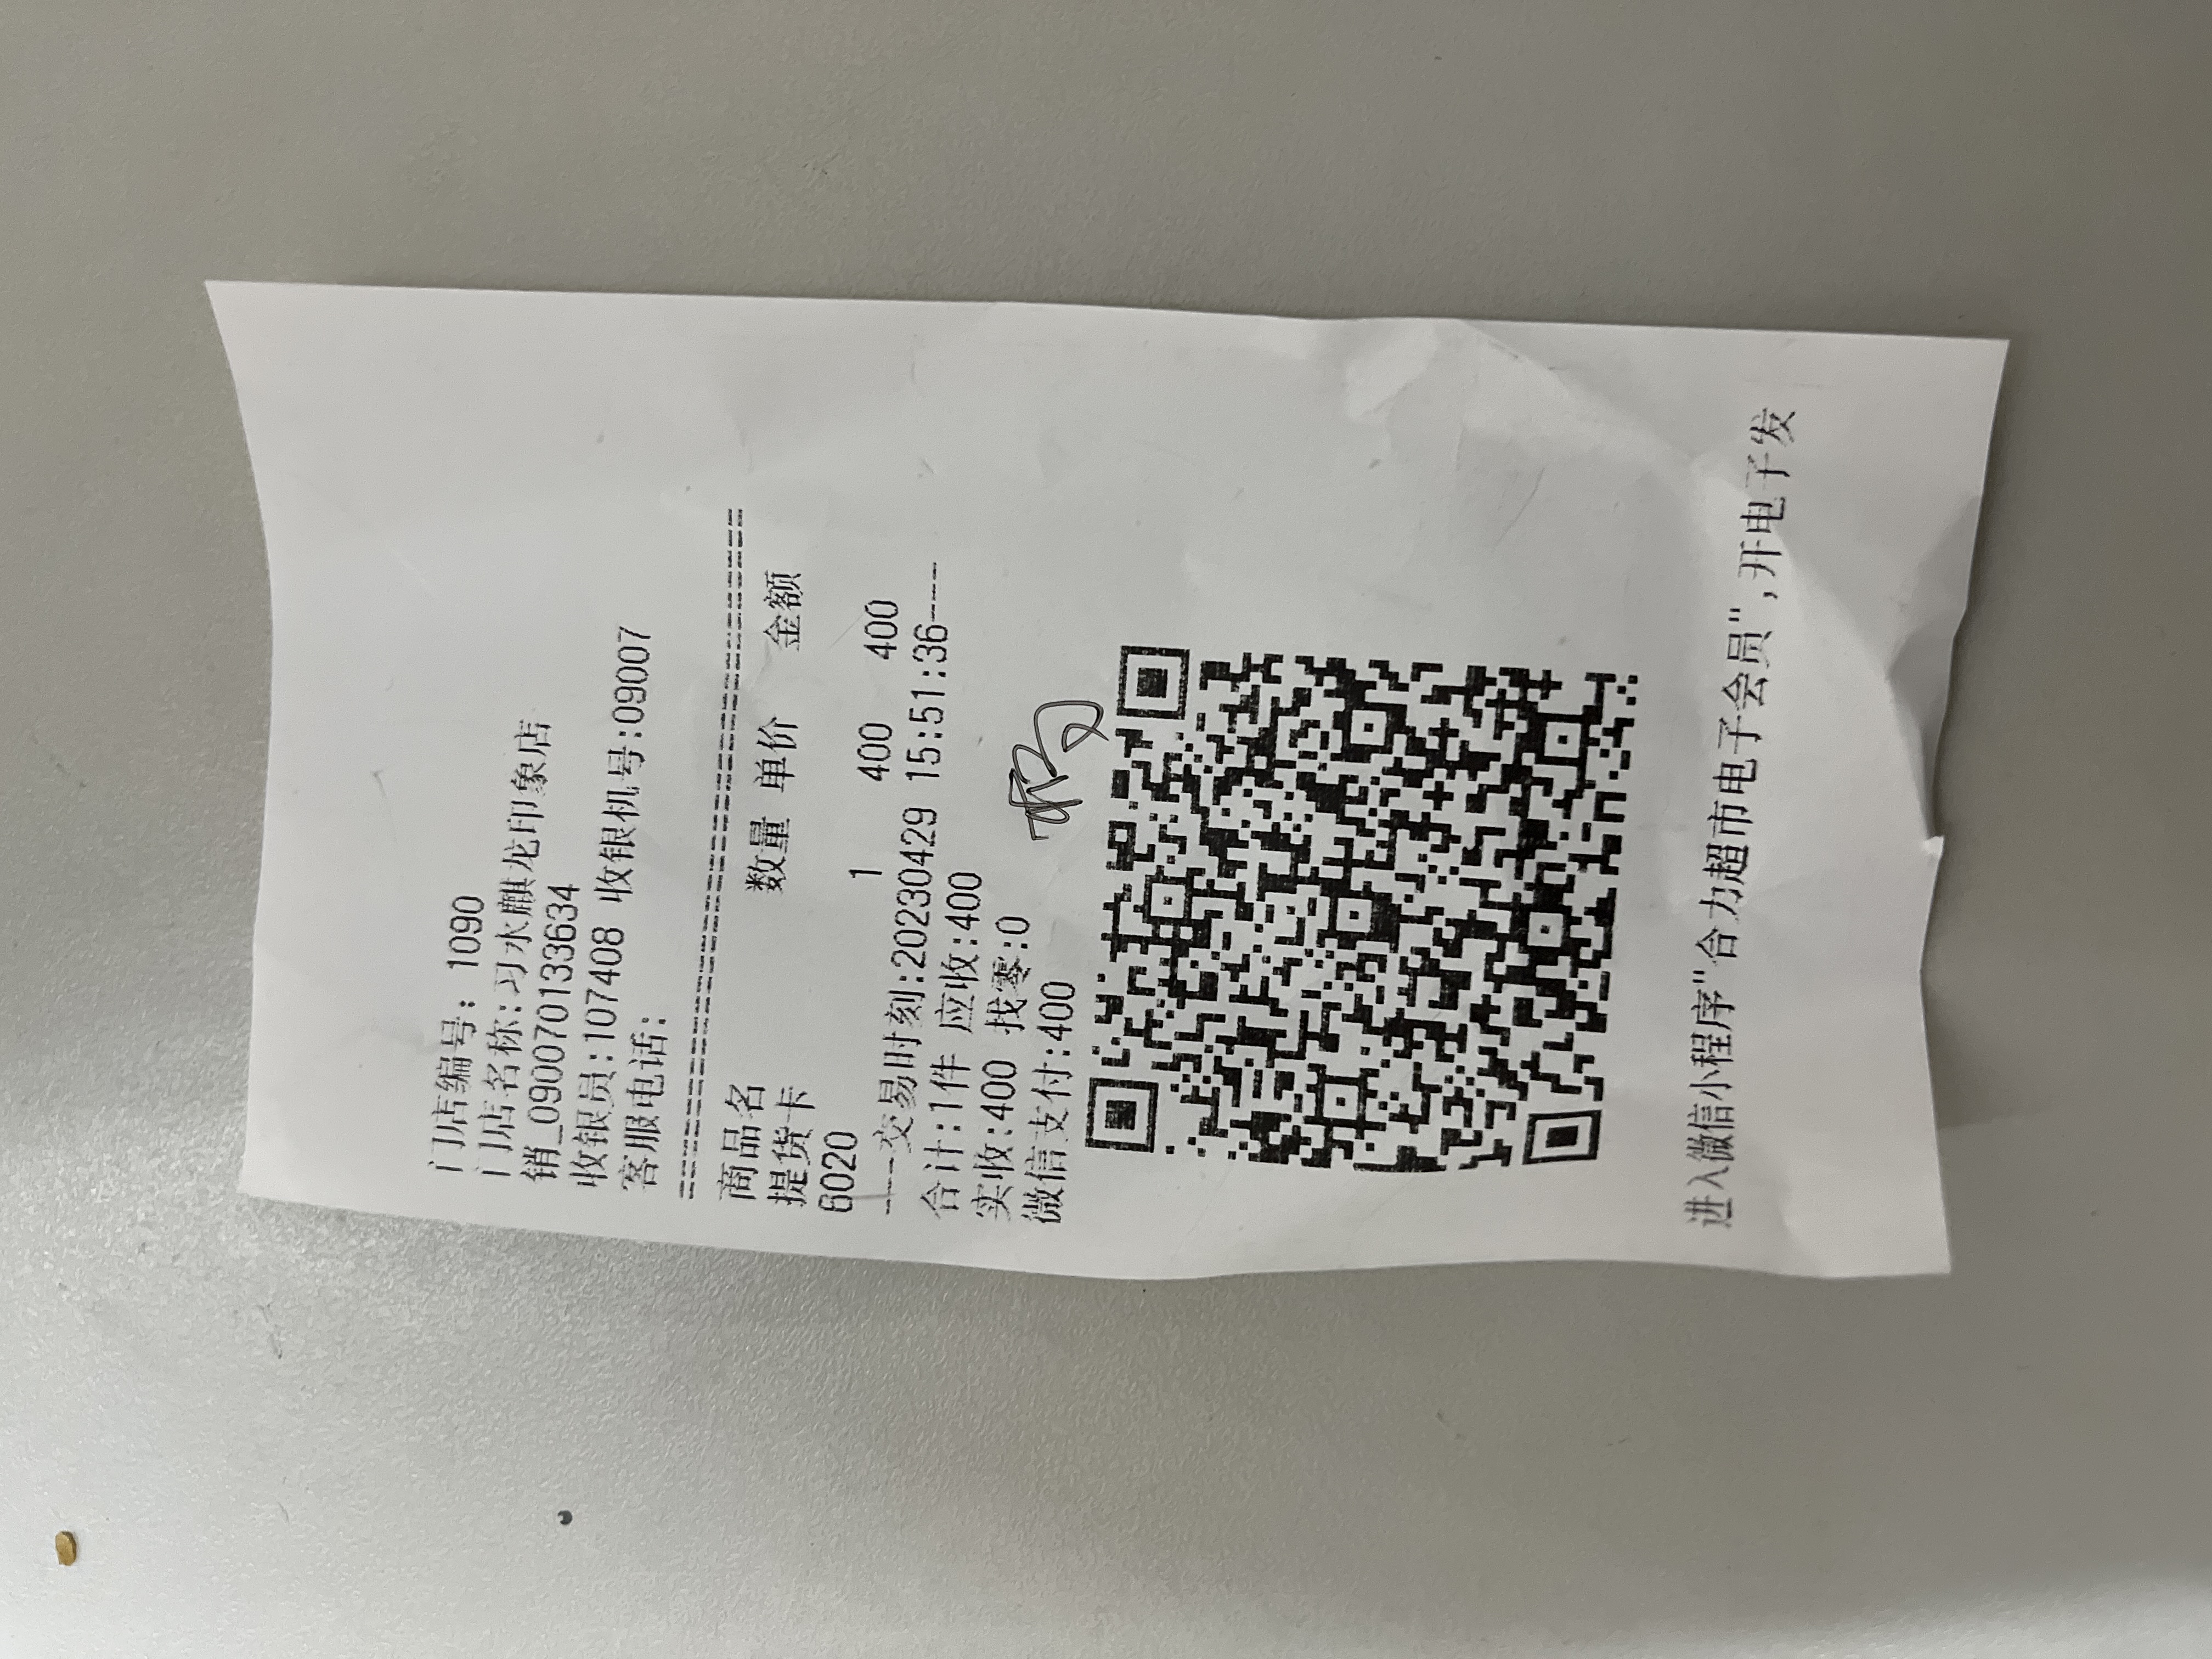 门店编号: 1090
门店名称:习水麒龙印象店
销_090070133634
收银员:107408 收银机号:09007
客服电话:
商品名 数量 单价 金额
提货卡
6020 1 400 400
---交易时刻:20230429 15:51:36---
合计:1件 应收:400
实收:400 找零:0
微信支付:400
进入微信小程序"合力超市电子会员",开电子发